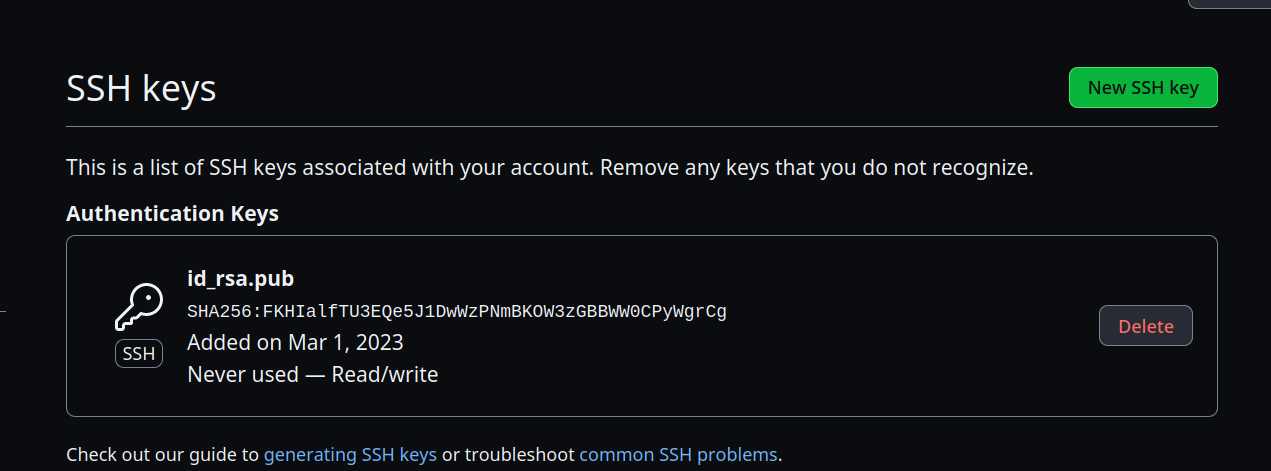 SSH keys
New SSH key
This is a list of SSH keys associated with your account. Remove any keys that you do not recognize.
Authentication Keys
id_rsa.pub
SHA256:FKHIalfTU3EQe5J1DwWzPNmBKOW3zGBBWW0CPyWgrCg
Added on Mar 1, 2023
Never used — Read/write
SSH
Delete
Check out our guide to generating SSH keys or troubleshoot common SSH problems.